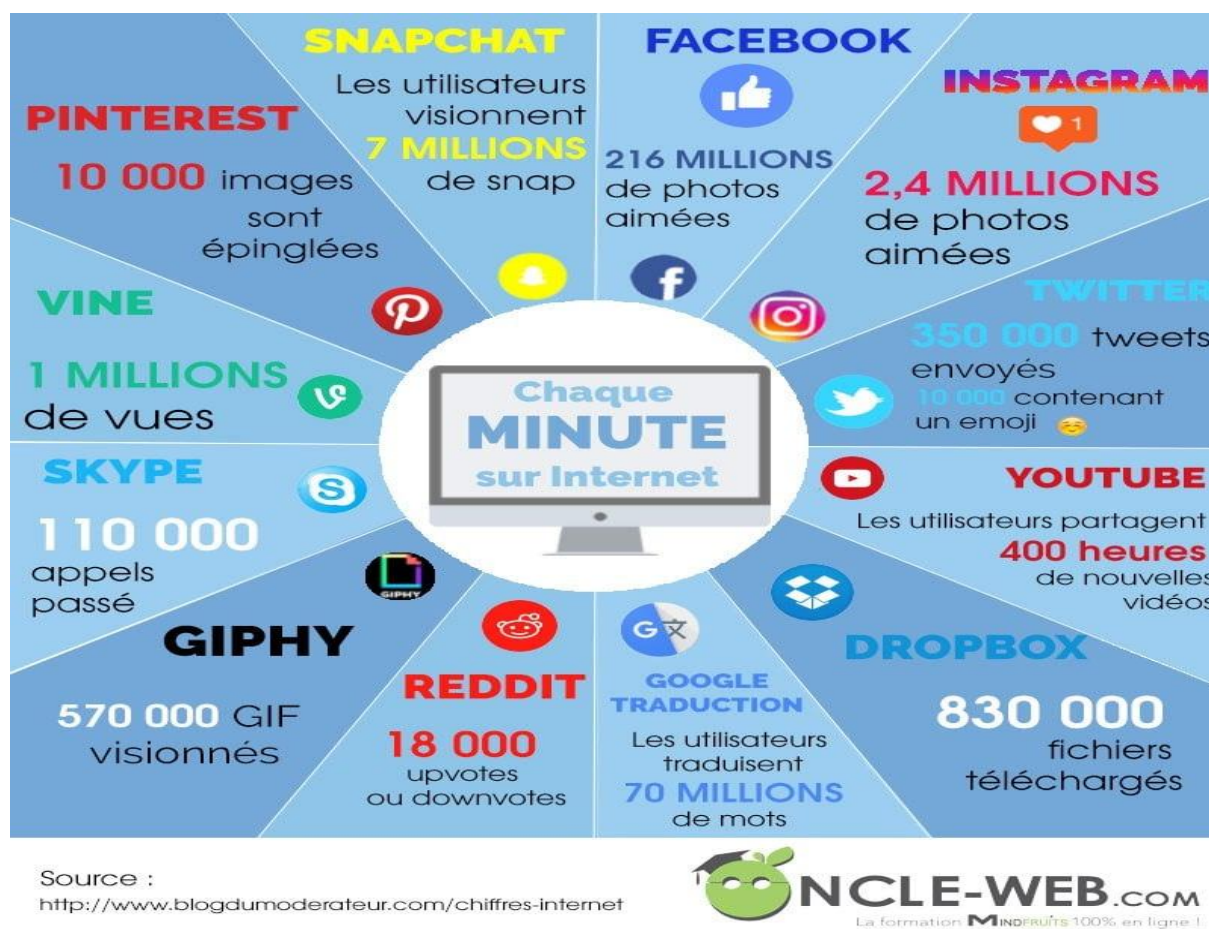 SNAPCHAT
Les utilisateurs
visionnent
7 MILLIONS
de snap
FACEBOOK
216 MILLIONS
de photos
aimées
INSTAGRAM
1
2,4 MILLIONS
de photos
aimées
TWITTER
350 000 tweets
envoyés
10 000 contenant
un emoji
YOUTUBE
Les utilisateurs partagent
400 heures
de nouvelles
vidéos
DROPBOX
830 000
fichiers
téléchargés
G文
GOOGLE
TRADUCTION
Les utilisateurs
traduisent
70 MILLIONS
de mots
REDDIT
18 000
upvotes
ou downvotes
GIPHY
GIPHY
570 000 GIF
visionnés
SKYPE
S
110 000
appels
passé
VINE
1 MILLIONS
de vues
PINTEREST
10 000 images
sont
épinglées
Chaque
MINUTE
sur Internet
Source :
http://www.blogdumoderateur.com/chiffres-internet
ONCLE-WEB.COM
La formation MINDFRUITS 100% en ligne !